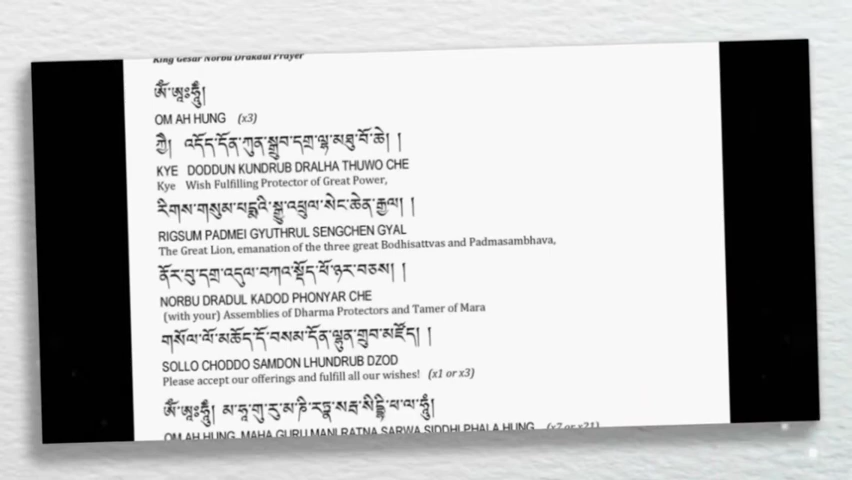 King Gesar Norbu Drakdul Prayer
ཨོཾ་ཨཱཿཧཱུྃ།
OM AH HUNG (x3)
ཀྱཻ། འདོད་དོན་ཀུན་སྒྲུབ་དགྲ་ལྷ་མཐུ་བོ་ཆེ། །
KYE DODDUN KUNDRUB DRALHA THUWO CHE
Kye Wish Fulfilling Protector of Great Power,
རིགས་གསུམ་པདྨའི་སྒྱུ་འཕྲུལ་སེང་ཆེན་རྒྱལ། །
RIGSUM PADMEI GYUTHRUL SENGCHEN GYAL
The Great Lion, emanation of the three great Bodhisattvas and Padmasambhava,
ནོར་བུ་དགྲ་འདུལ་བཀའ་སྡོད་ཕོ་ཉར་བཅས། །
NORBU DRADUL KADOD PHONYAR CHE
(with your) Assemblies of Dharma Protectors and Tamer of Mara
གསོལ་ལོ་མཆོད་དོ་བསམ་དོན་ལྷུན་གྲུབ་མཛོད། །
SOLLO CHODDO SAMDON LHUNDRUB DZOD
Please accept our offerings and fulfill all our wishes! (x1 or x3)
ཨོཾ་ཨཱཿཧཱུྃ། མ་ཧཱ་གུ་རུ་མ་ཎི་རཏྣ་སརྦ་སིདྡྷི་ཕ་ལ་ཧཱུྃ།
OM AH HUNG, MAHA GURU MANI RATNA SARWA SIDDHI PHALA HUNG (x7 or x21)